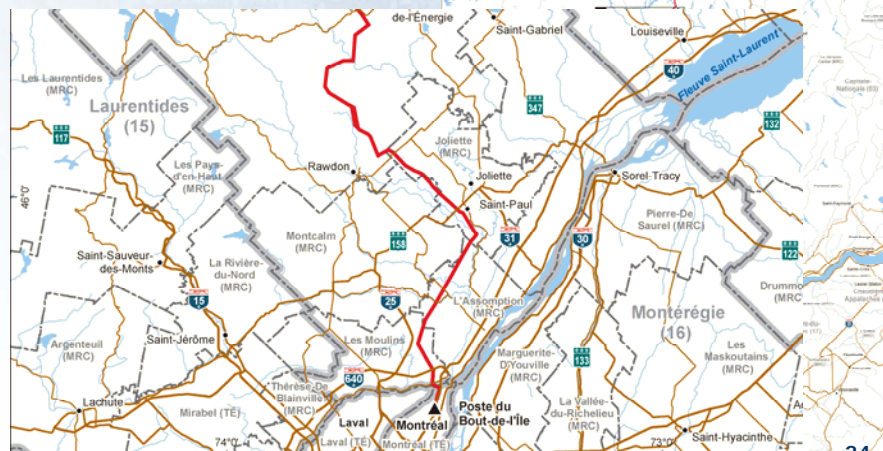 de-l'Énergie
Saint-Gabriel
Louiseville
40
Fleuve Saint-Laurent
Les Laurentides
(MRC)
Laurentides
(15)
117
347
132
Les Pays-
d'en-Haut
(MRC)
Joliette
(MRC)
Rawdon
Joliette
Sorel-Tracy
46°0'
Saint-Paul
Pierre-De
Saurel (MRC)
Montcalm
(MRC)
158
31
30
122
Saint-Sauveur-
des-Monts
La Rivière-
du-Nord
(MRC)
15
25
L'Assomption
(MRC)
Drummo
(MRC
Montérégie
(16)
Argenteuil
(MRC)
Saint-Jérôme
Les Moulins
(MRC)
Marguerite-
D'Youville
(MRC)
133
Les
Maskoutains
(MRC)
640
Thérèse-De
Blainville
(MRC)
Lachute
Mirabel (TÉ)
Laval
Montréal
Poste du
Bout-de-l'Île
La Vallée-
du-Richelieu
(MRC)
74°0'
Laval (TÉ)
Montréal (TÉ)
73°0'
Saint-Hyacinthe